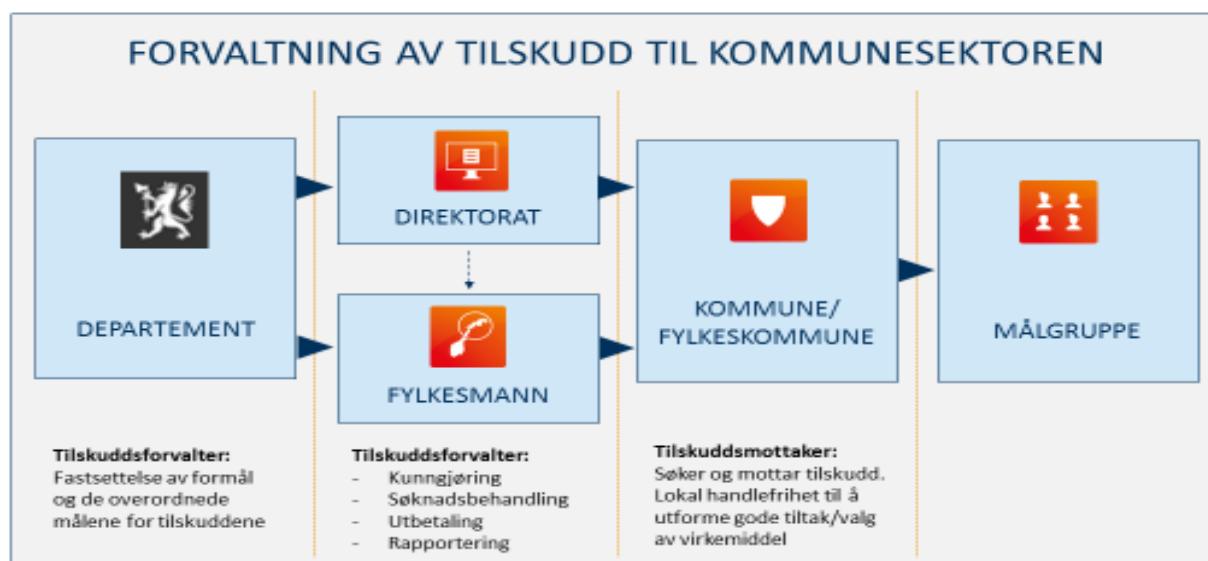 FORVALTNING AV TILSKUDD TIL KOMMUNESEKTOREN
DEPARTEMENT
DIREKTORAT
FYLKESMANN
KOMMUNE/
FYLKESKOMMUNE
MÅLGRUPPE
Tilskuddsforvalter:
Fastsettelse av formål
og de overordnede
målene for tilskuddene
Tilskuddsforvalter:
- Kunngjøring
- Søknadsbehandling
- Utbetaling
- Rapportering
Tilskuddsmottaker:
Søker og mottar tilskudd.
Lokal handlefrihet til å
utforme gode tiltak/valg
av virkemiddel